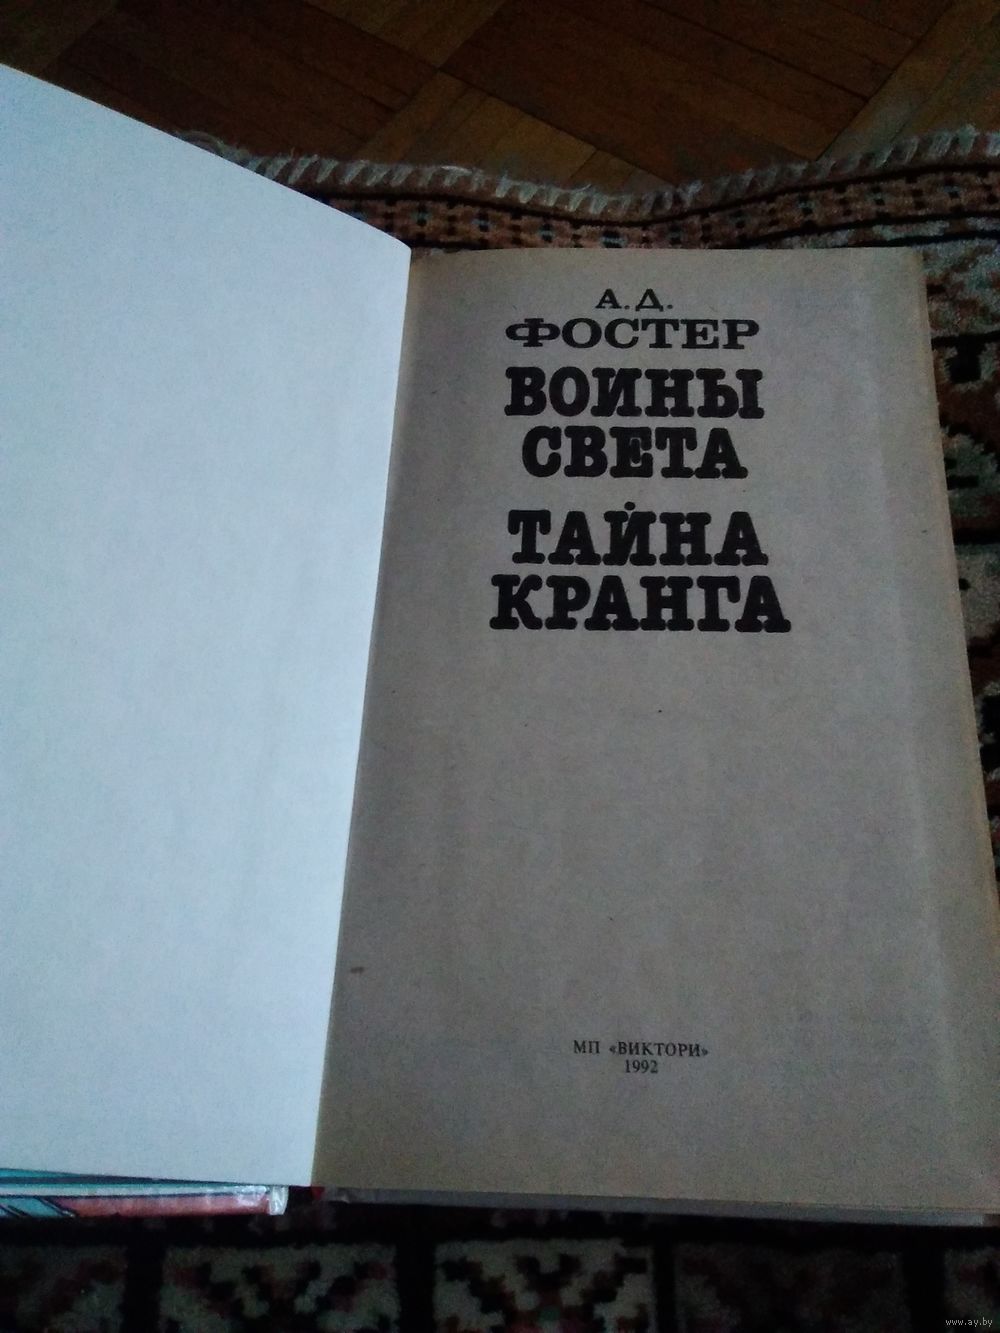 А.Д.
ФОСТЕР
ВОИНЫ
СВЕТА
ТАЙНА
КРАНГА
МП «ВИКТОРИ»
1992
www.ay.by